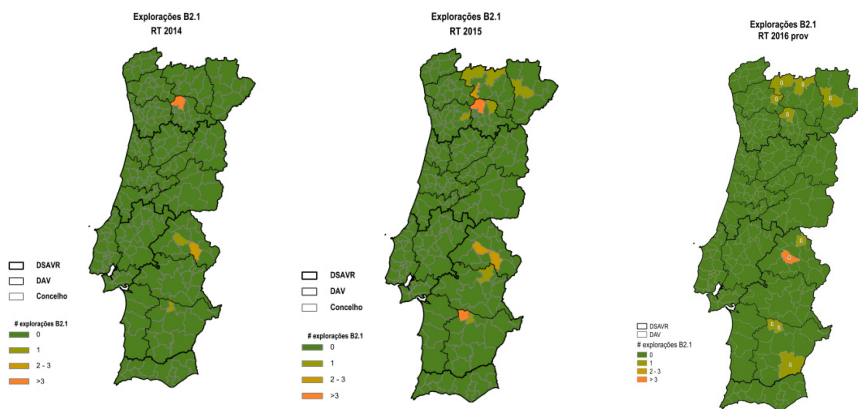 Explorações B2.1
RT 2014
DSAVR
DAV
Concelho
# explorações B2.1
0
1
2 - 3
>3
Explorações B2.1
RT 2015
DSAVR
DAV
Concelho
# explorações B2.1
0
1
2 - 3
>3
Explorações B2.1
RT 2016 prov
DSAVR
DAV
# explorações B2.1
0
1
2 - 3
>3